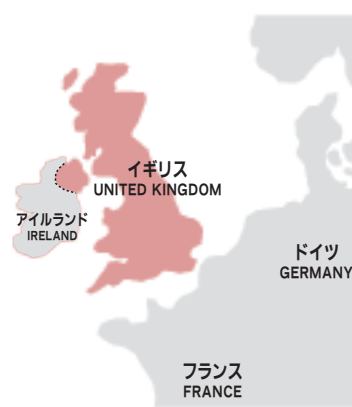 イギリス
UNITED KINGDOM
アイルランド
IRELAND
ドイツ
GERMANY
フランス
FRANCE